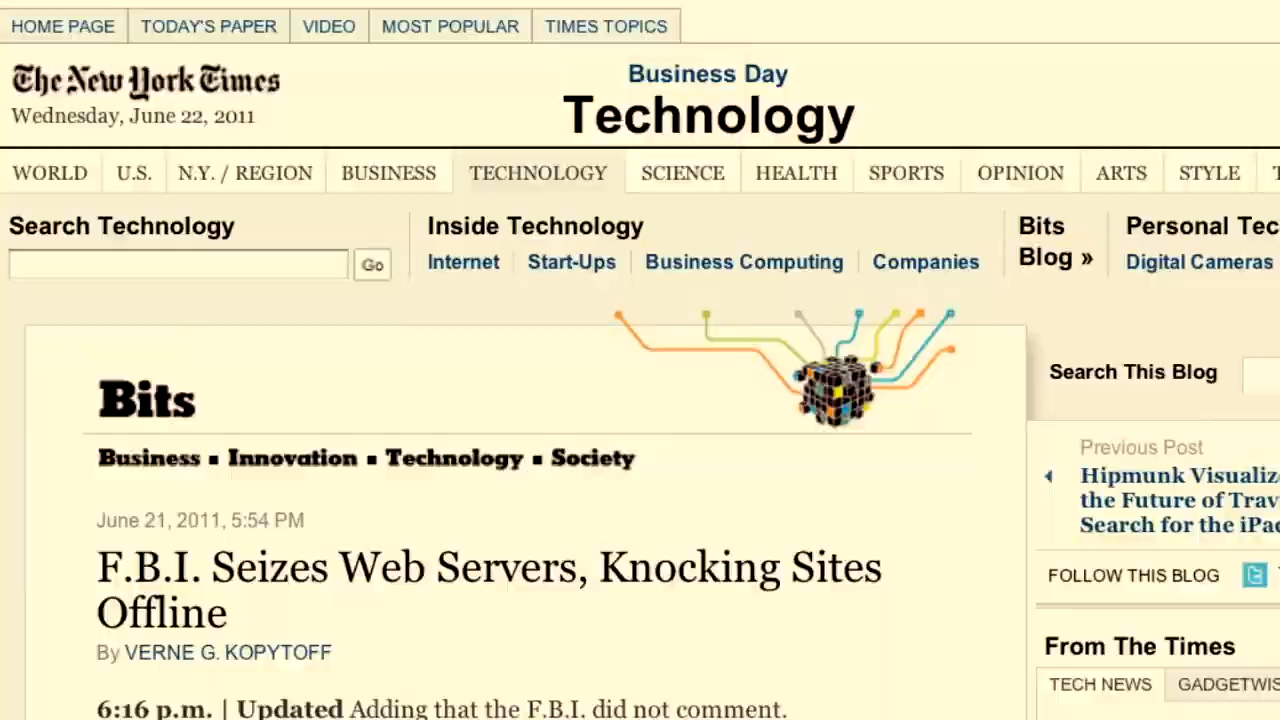 HOME PAGE TODAY'S PAPER VIDEO MOST POPULAR TIMES TOPICS
The New York Times
Wednesday, June 22, 2011
Business Day
Technology
WORLD U.S. N.Y. / REGION BUSINESS TECHNOLOGY SCIENCE HEALTH SPORTS OPINION ARTS STYLE
Search Technology
Go
Inside Technology
Internet Start-Ups Business Computing Companies
Bits
Blog »
Personal Tec
Digital Cameras
Bits
Business ▪ Innovation ▪ Technology ▪ Society
June 21, 2011, 5:54 PM
F.B.I. Seizes Web Servers, Knocking Sites
Offline
By VERNE G. KOPYTOFF
6:16 p.m. | Updated Adding that the F.B.I. did not comment.
Search This Blog
Previous Post
Hipmunk Visualiz
the Future of Trav
Search for the iPa
FOLLOW THIS BLOG
From The Times
TECH NEWS GADGETWIS